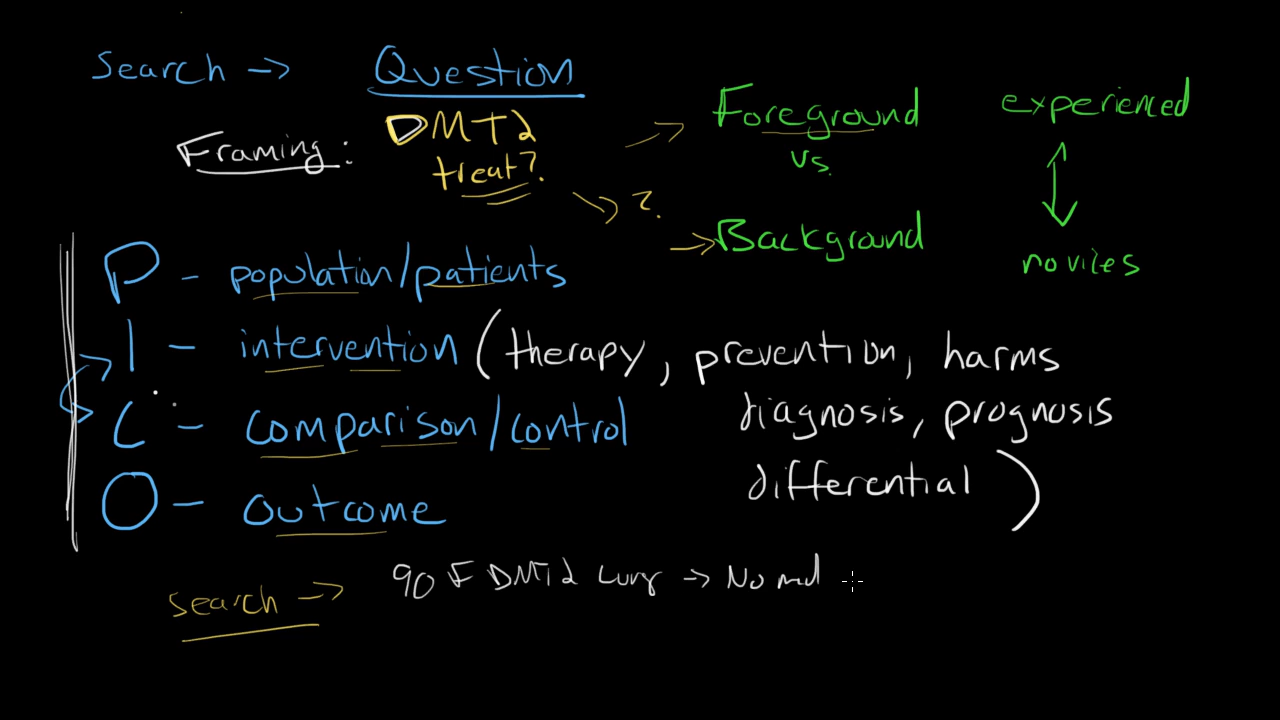 Search → Question
Framing: DMT2
treat?
→ ?
Foreground
vs.
Background
experienced
novices
P - population/patients
I - intervention (therapy, prevention, harms
diagnosis, prognosis
differential)
C - comparison/control
O - outcome
search → 90 F DMT2 Lung → No med